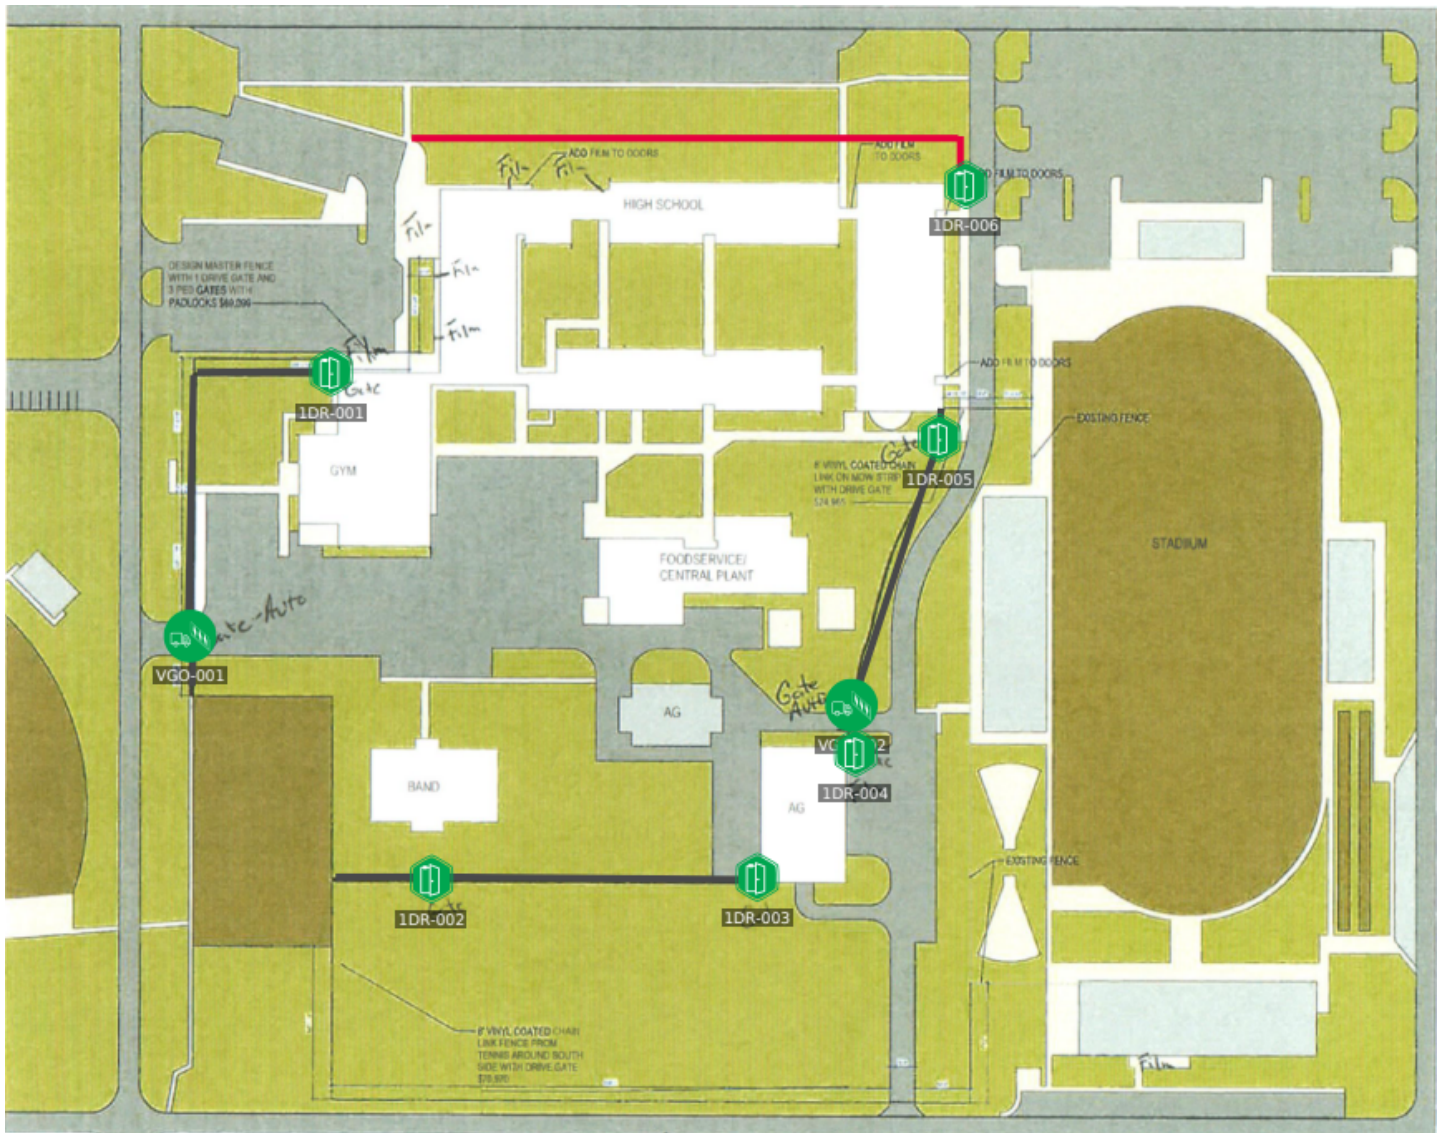 Film
Film
ADD FILM TO DOORS
ADD FILM
TO DOORS
FILM TO DOORS
HIGH SCHOOL
1DR-006
Film
Film
Film
DESIGN MASTER FENCE
WITH 1 DRIVE GATE AND
3 PED GATES WITH
PADLOCKS
Film
Gate
1DR-001
ADD FILM TO DOORS
EXISTING FENCE
GYM
Gate
8' VINYL COATED CHAIN
LINK ON MOW STRIP
WITH DRIVE GATE
1DR-005
STADIUM
FOODSERVICE/
CENTRAL PLANT
Gate-Auto
VGO-001
Gate
Auto
AG
1DR-004
BAND
AG
EXISTING FENCE
1DR-002
1DR-003
8' VINYL COATED CHAIN
LINK FENCE FROM
TENNIS AROUND SOUTH
SIDE WITH DRIVE GATE
Film